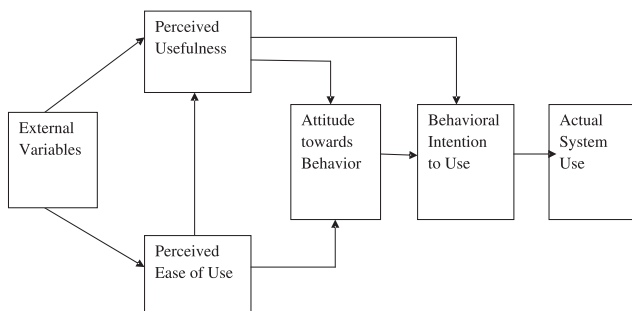 Perceived
Usefulness
External
Variables
Attitude
towards
Behavior
Behavioral
Intention
to Use
Actual
System
Use
Perceived
Ease of Use